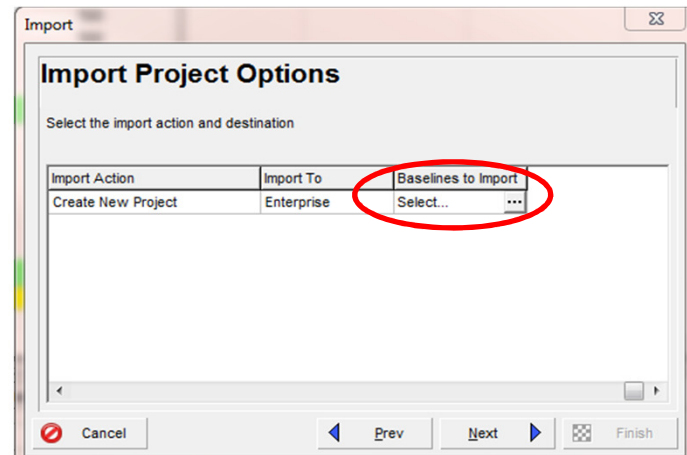 Import
Import Project Options
Select the import action and destination
Import Action Import To Baselines to Import
Create New Project Enterprise Select... ...
Cancel Prev Next Finish